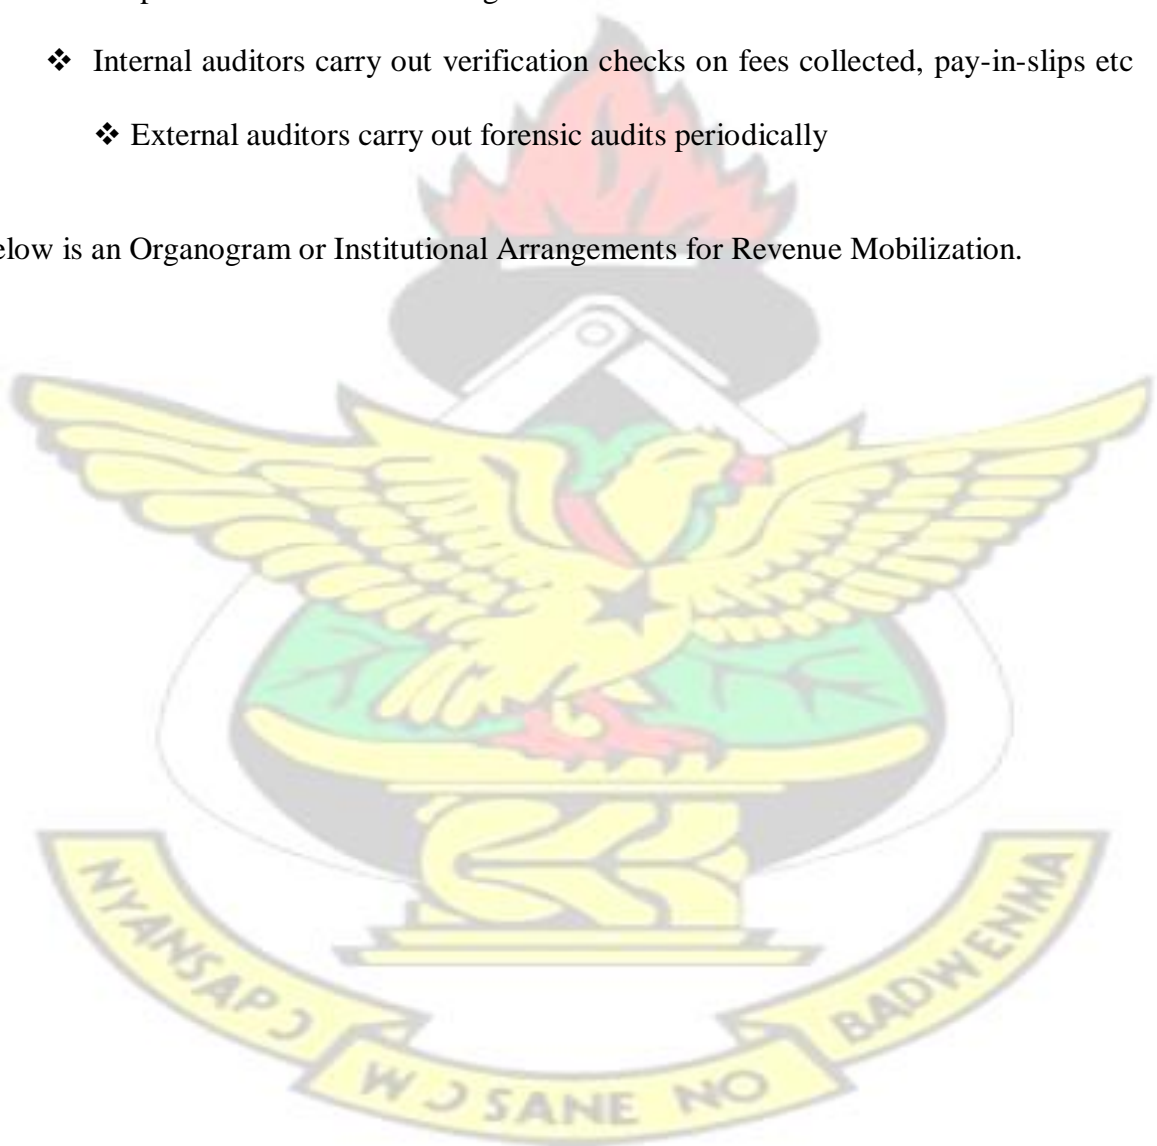 ❖ Internal auditors carry out verification checks on fees collected, pay-in-slips etc
❖ External auditors carry out forensic audits periodically
elow is an Organogram or Institutional Arrangements for Revenue Mobilization.
NYANSAPƆ
WƆ SANE NO
BADWENMA